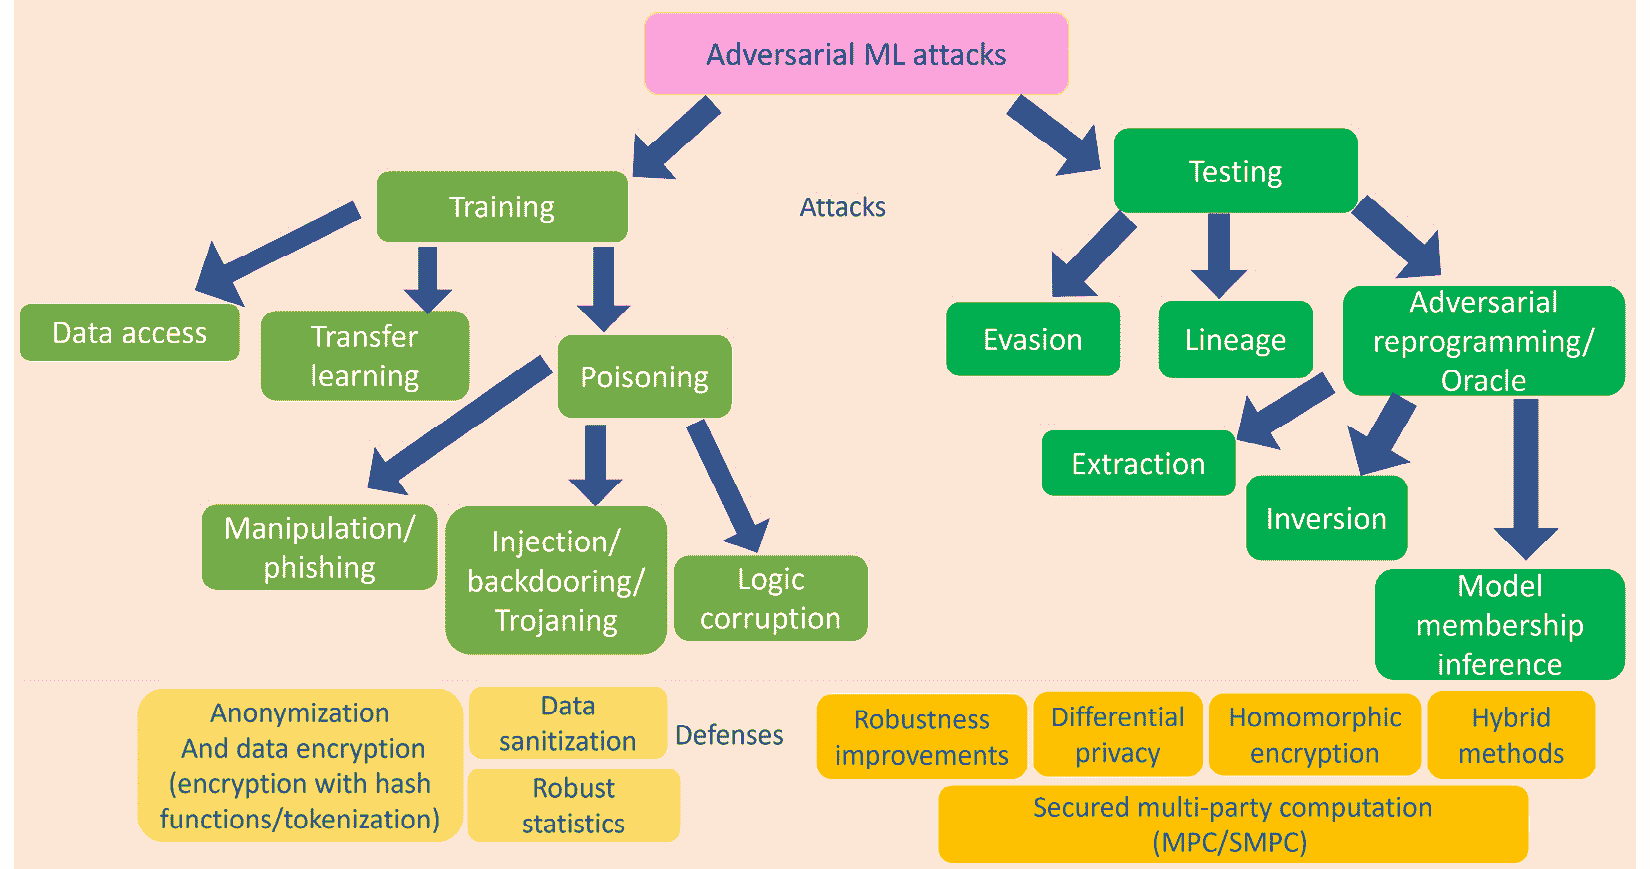 Adversarial ML attacks
Training
Attacks
Testing
Data access
Transfer
learning
Poisoning
Evasion
Lineage
Adversarial
reprogramming/
Oracle
Manipulation/
phishing
Injection/
backdooring/
Trojaning
Logic
corruption
Extraction
Inversion
Model
membership
inference
Anonymization
And data encryption
(encryption with hash
functions/tokenization)
Data
sanitization
Robust
statistics
Defenses
Robustness
improvements
Differential
privacy
Homomorphic
encryption
Hybrid
methods
Secured multi-party computation
(MPC/SMPC)